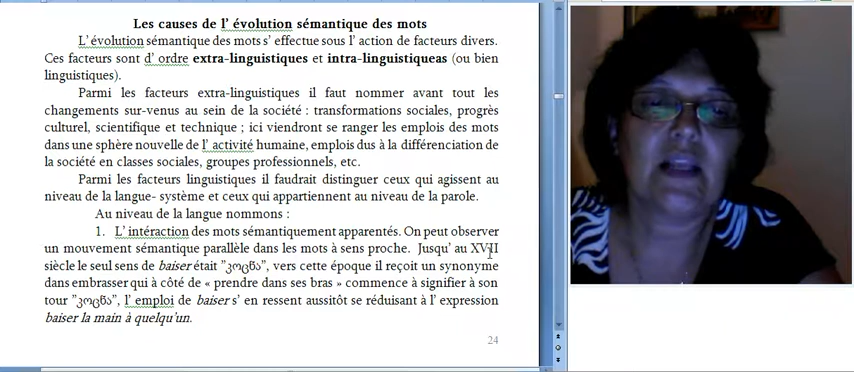 Les causes de l’ évolution sémantique des mots
L’évolution sémantique des mots s’ effectue sous l’ action de facteurs divers.
Ces facteurs sont d’ ordre extra-linguistiques et intra-linguistiqueas (ou bien
linguistiques).
Parmi les facteurs extra-linguistiques il faut nommer avant tout les
changements sur-venus au sein de la société : transformations sociales, progrès
culturel, scientifique et technique ; ici viendront se ranger les emplois des mots
dans une sphère nouvelle de l’ activité humaine, emplois dus à la différenciation de
la société en classes sociales, groupes professionnels, etc.
Parmi les facteurs linguistiques il faudrait distinguer ceux qui agissent au
niveau de la langue- système et ceux qui appartiennent au niveau de la parole.
Au niveau de la langue nommons :
1. L’ intéraction des mots sémantiquement apparentés. On peut observer
un mouvement sémantique parallèle dans les mots à sens proche. Jusqu’ au XVII
siècle le seul sens de baiser était ”კოცნა”, vers cette époque il reçoit un synonyme
dans embrasser qui à côté de « prendre dans ses bras » commence à signifier à son
tour ”კოცნა”, l’ emploi de baiser s’ en ressent aussitôt se réduisant à l’ expression
baiser la main à quelqu’un.
24